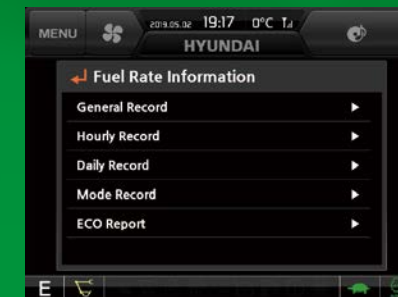 MENU
2019.05.02 19:17 0°C
HYUNDAI
Fuel Rate Information
General Record
Hourly Record
Daily Record
Mode Record
ECO Report
E